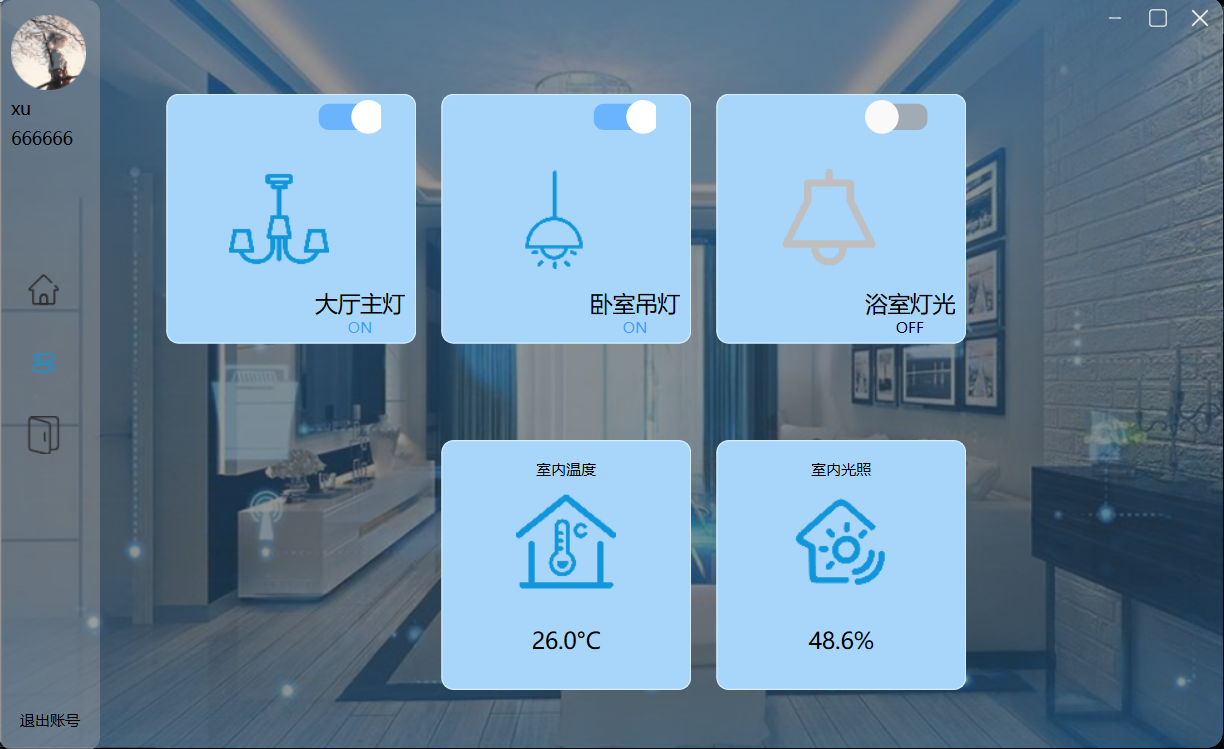 xu
666666
大厅主灯
ON
卧室吊灯
ON
浴室灯光
OFF
室内温度
C
26.0°C
室内光照
48.6%
退出账号